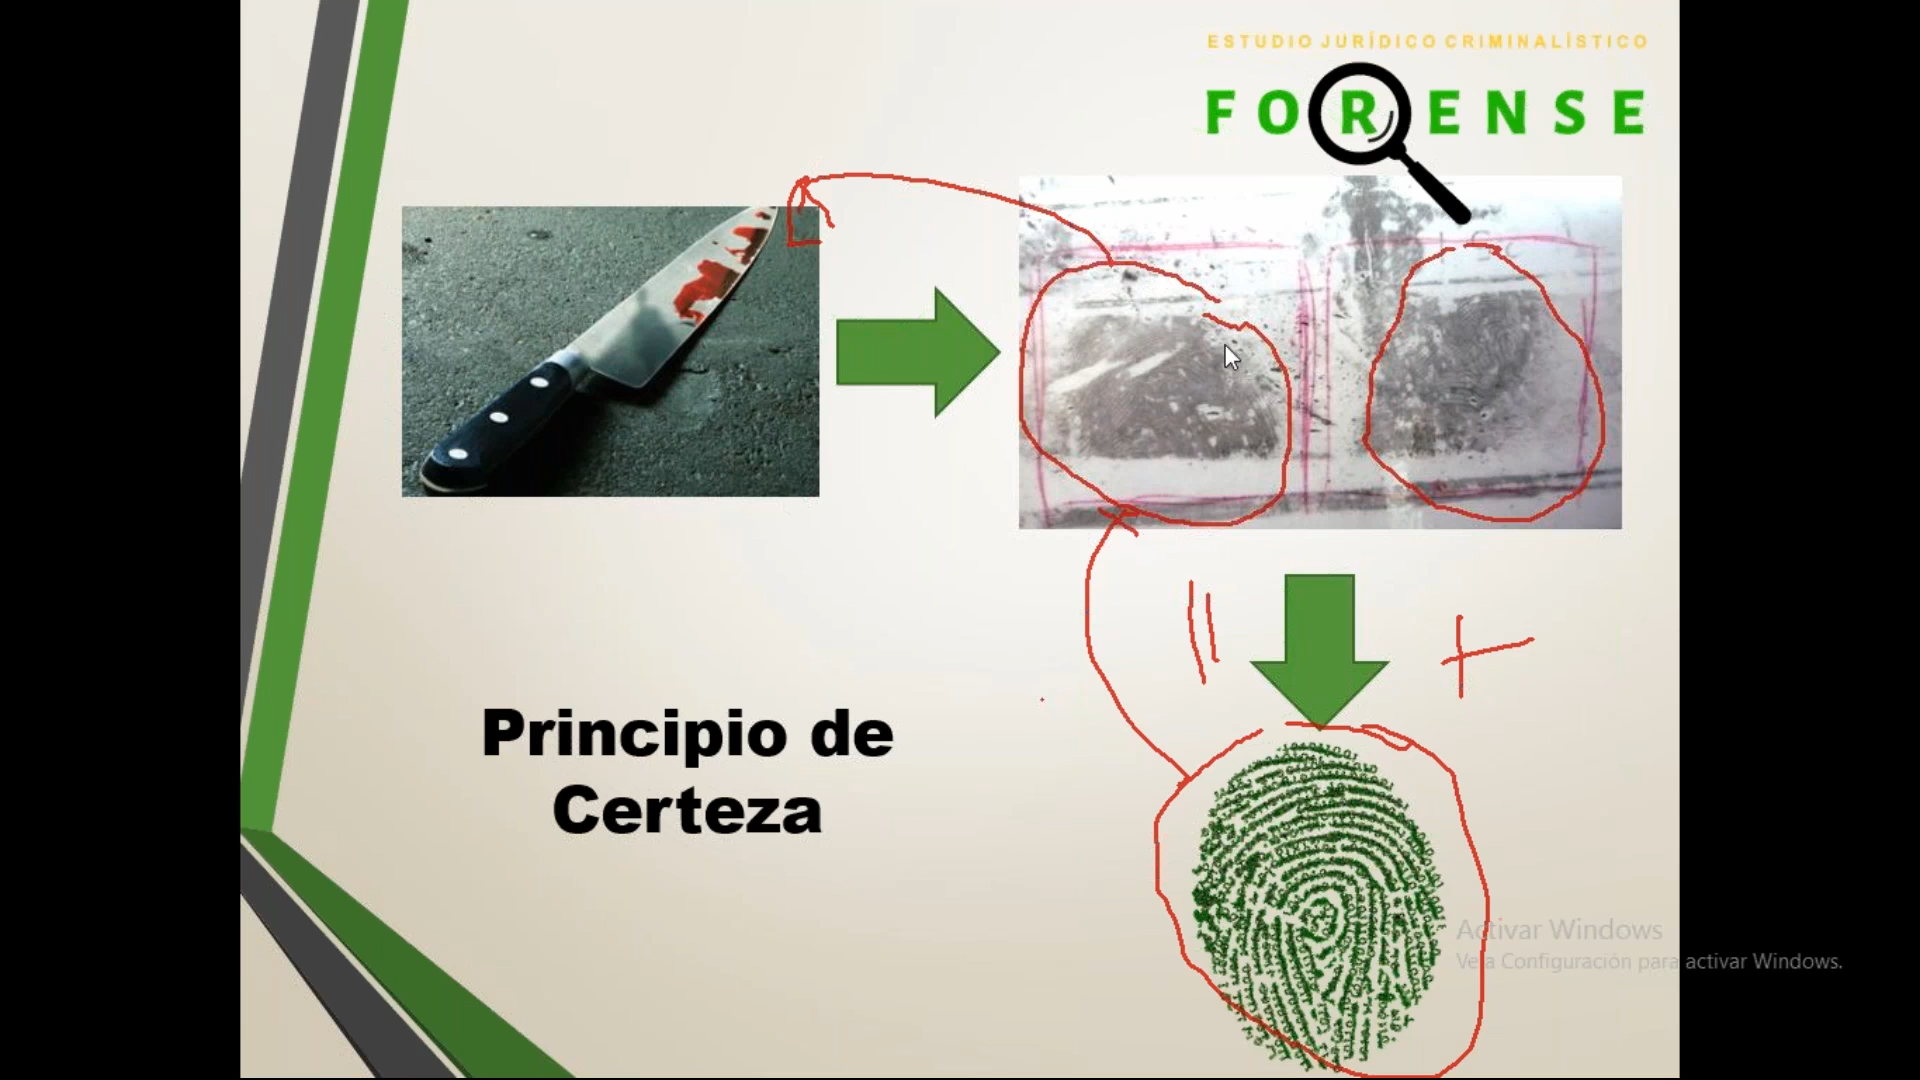 ESTUDIO JURÍDICO CRIMINALÍSTICO
FORENSE
Principio de
Certeza
Activar Windows
Ve a Configuración para activar Windows.